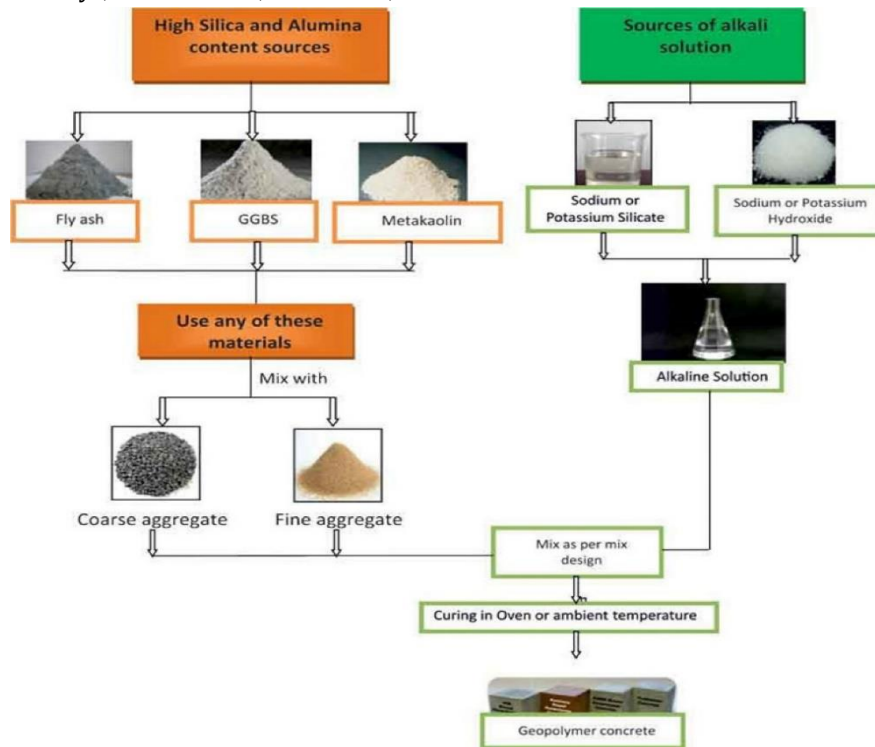 High Silica and Alumina
content sources
Sources of alkali
solution
Fly ash
GGBS
Metakaolin
Sodium or
Potassium Silicate
Sodium or Potassium
Hydroxide
Use any of these
materials
Alkaline Solution
Mix with
Coarse aggregate
Fine aggregate
Mix as per mix
design
Curing in Oven or ambient temperature
Geopolymer concrete